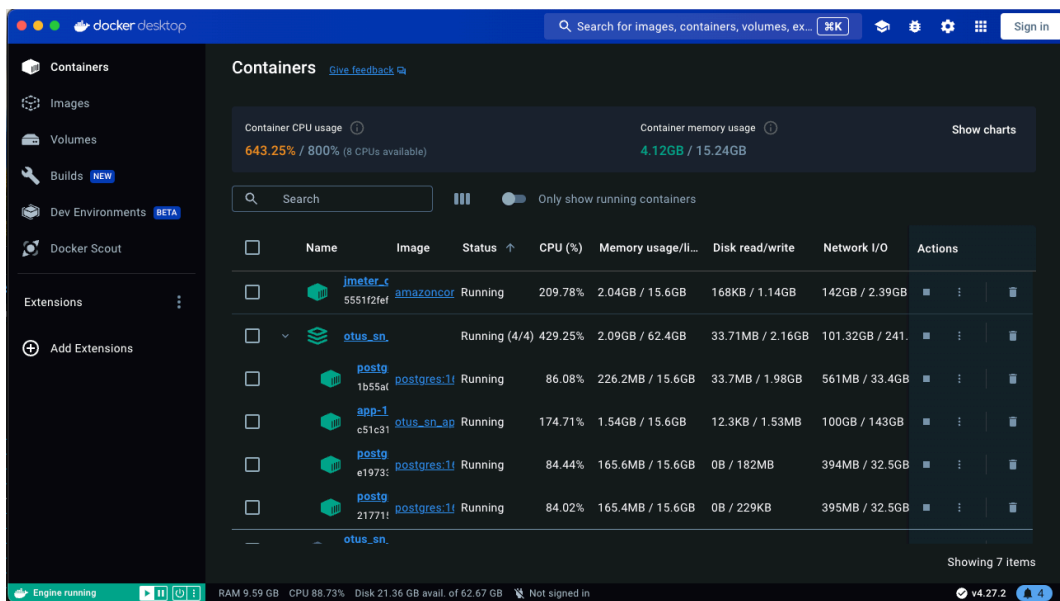 docker desktop
Search for images, containers, volumes, ex... ⌘K
Sign in
Containers
Images
Volumes
Builds NEW
Dev Environments BETA
Docker Scout
Extensions
Add Extensions
Containers Give feedback
Container CPU usage
643.25% / 800% (8 CPUs available)
Container memory usage
4.12GB / 15.24GB
Show charts
Search
Only show running containers
Name Image Status ↑ CPU (%) Memory usage/li... Disk read/write Network I/O Actions
jmeter_c
5551f2fef
amazoncor Running 209.78% 2.04GB / 15.6GB 168KB / 1.14GB 142GB / 2.39GB
otus_sn_ Running (4/4) 429.25% 2.09GB / 62.4GB 33.71MB / 2.16GB 101.32GB / 241.
postg
1b55a0
postgres:16 Running 86.08% 226.2MB / 15.6GB 33.7MB / 1.98GB 561MB / 33.4GB
app-1
c51c31
otus_sn_ap Running 174.71% 1.54GB / 15.6GB 12.3KB / 1.53MB 100GB / 143GB
postg
e1973
postgres:16 Running 84.44% 165.6MB / 15.6GB 0B / 182MB 394MB / 32.5GB
postg
21771
postgres:16 Running 84.02% 165.4MB / 15.6GB 0B / 229KB 395MB / 32.5GB
otus_sn_
Showing 7 items
Engine running
RAM 9.59 GB CPU 88.73% Disk 21.36 GB avail. of 62.67 GB Not signed in
v4.27.2 4